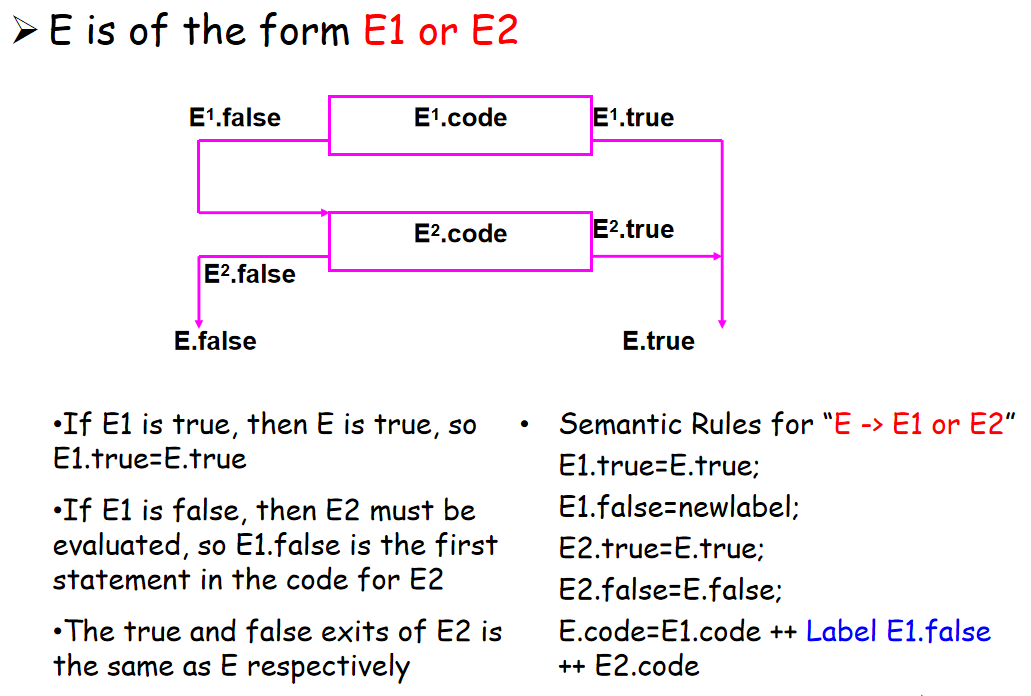 ➢ E is of the form E1 or E2
E1.false
E1.code
E1.true
E2.code
E2.true
E2.false
E.false
E.true
•If E1 is true, then E is true, so
E1.true=E.true
•If E1 is false, then E2 must be
evaluated, so E1.false is the first
statement in the code for E2
•The true and false exits of E2 is
the same as E respectively
• Semantic Rules for “E -> E1 or E2”
E1.true=E.true;
E1.false=newlabel;
E2.true=E.true;
E2.false=E.false;
E.code=E1.code ++ Label E1.false
++ E2.code